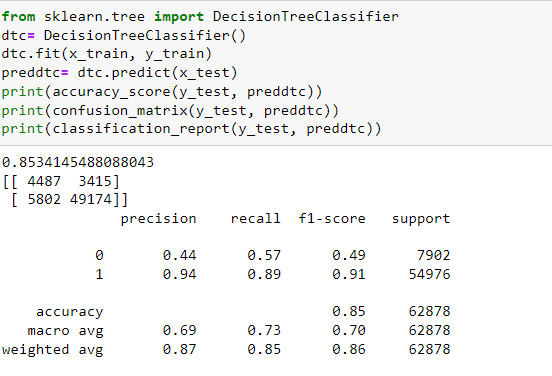 from sklearn.tree import DecisionTreeClassifier
dtc= DecisionTreeClassifier()
dtc.fit(x_train, y_train)
preddtc= dtc.predict(x_test)
print(accuracy_score(y_test, preddtc))
print(confusion_matrix(y_test, preddtc))
print(classification_report(y_test, preddtc))
0.8534145488088043
[[ 4487  3415]
 [ 5802 49174]]
              precision    recall  f1-score   support
           0       0.44      0.57      0.49      7902
           1       0.94      0.89      0.91     54976
    accuracy                           0.85     62878
   macro avg       0.69      0.73      0.70     62878
weighted avg       0.87      0.85      0.86     62878